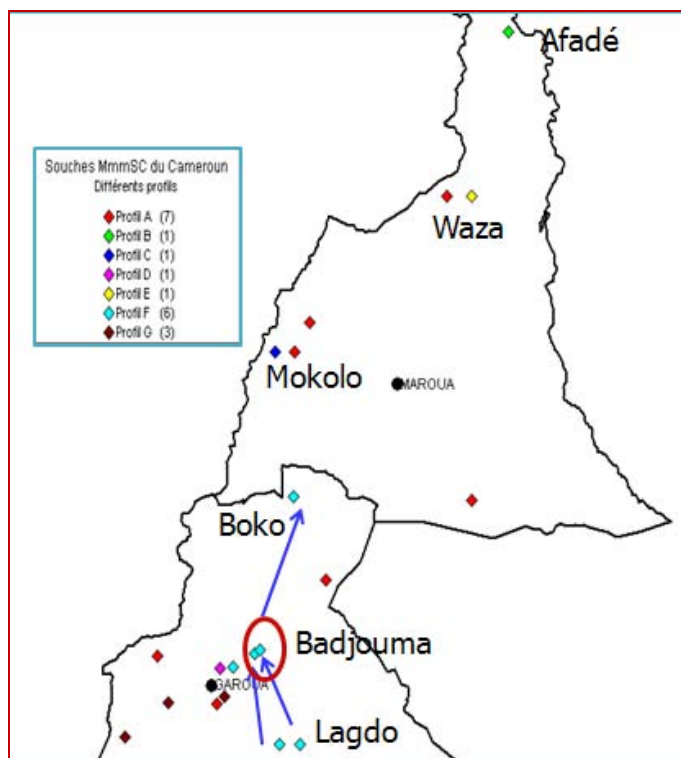 Afadé
Souches MmmSC du Cameroun
Différents profils
Profil A (7)
Profil B (1)
Profil C (1)
Profil D (1)
Profil E (1)
Profil F (6)
Profil G (3)
Waza
Mokolo
MAROUA
Boko
Badjouma
GAROUA
Lagdo